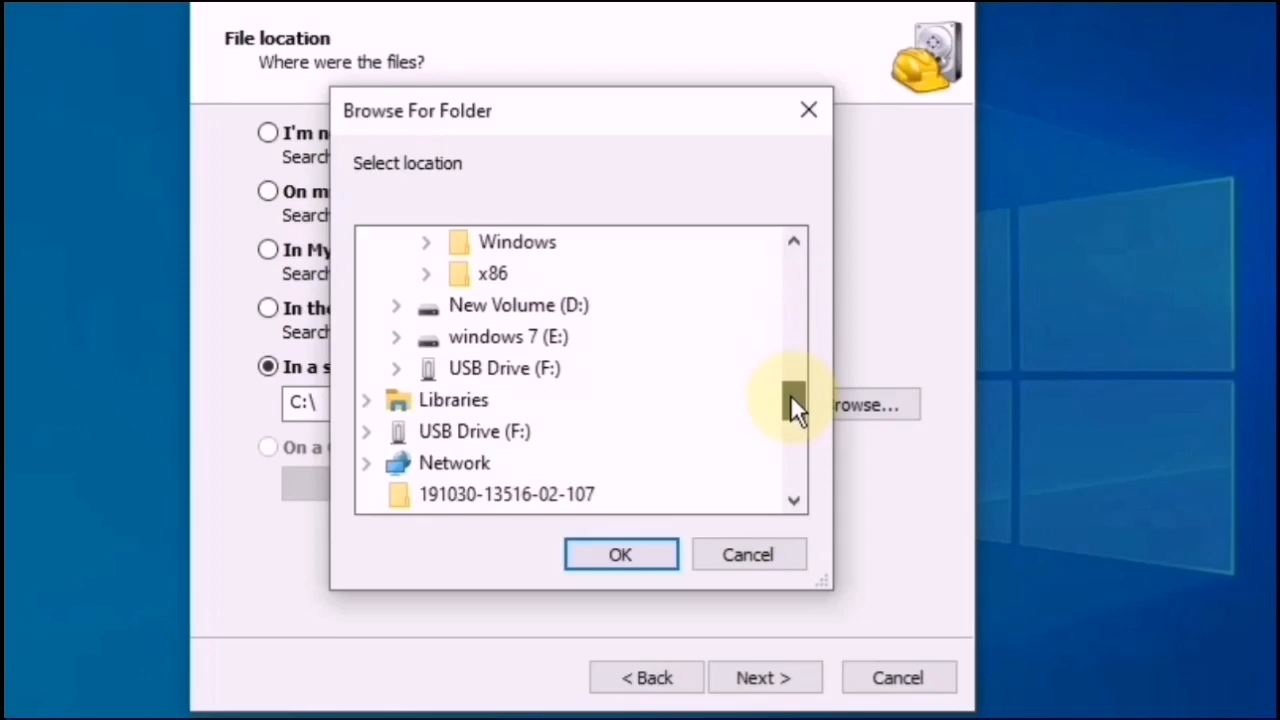 File location
Where were the files?
Browse For Folder
Select location
I'm n
Search
On m
Search
In My
Search
In the
Search
In a s
C:\
On a
Windows
x86
New Volume (D:)
windows 7 (E:)
USB Drive (F:)
Libraries
USB Drive (F:)
Network
191030-13516-02-107
rowse...
OK
Cancel
< Back
Next >
Cancel